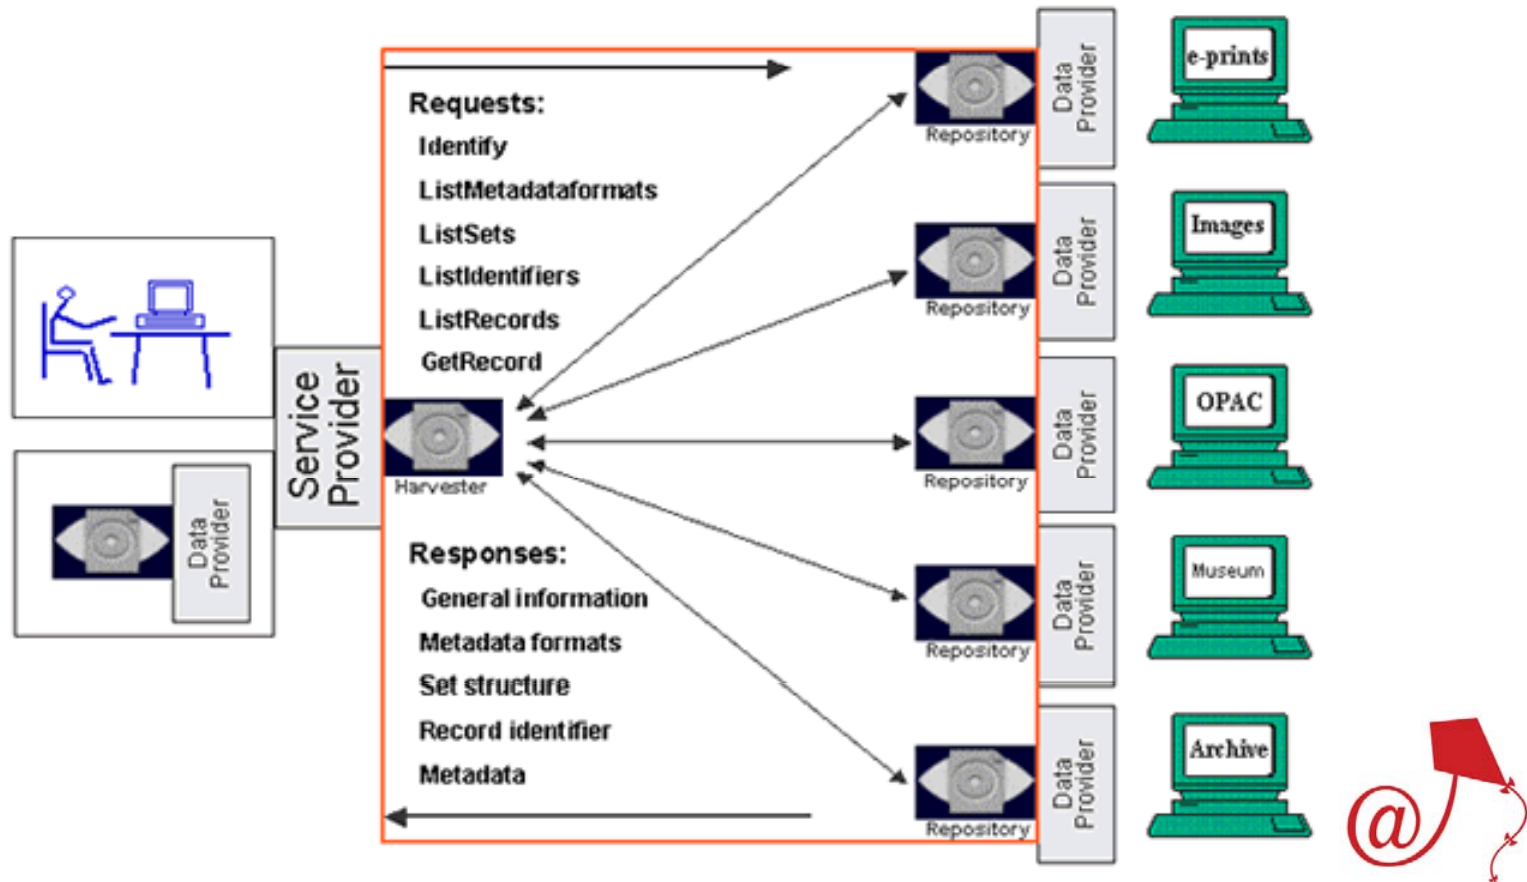 Requests:
Identify
ListMetadataformats
ListSets
ListIdentifiers
ListRecords
GetRecord
Service
Provider
Harvester
Data
Provider
Responses:
General information
Metadata formats
Set structure
Record identifier
Metadata
Repository
Data
Provider
e-prints
Repository
Data
Provider
Images
Repository
Data
Provider
OPAC
Repository
Data
Provider
Museum
Repository
Data
Provider
Archive
@